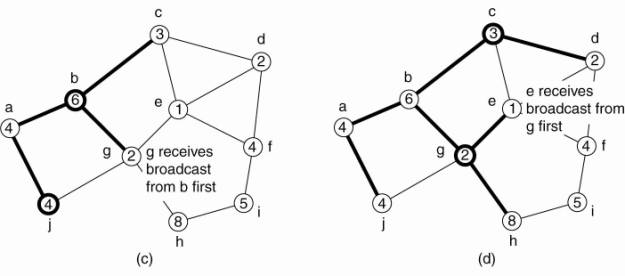 c
3
d
2
b
6
a
4
e
1
g
2
g receives
broadcast
from b first
4
f
4
j
5
i
8
h
(c)
c
3
d
2
b
6
a
4
e
1
e receives
broadcast from
g first
g
2
4
f
4
j
5
i
8
h
(d)